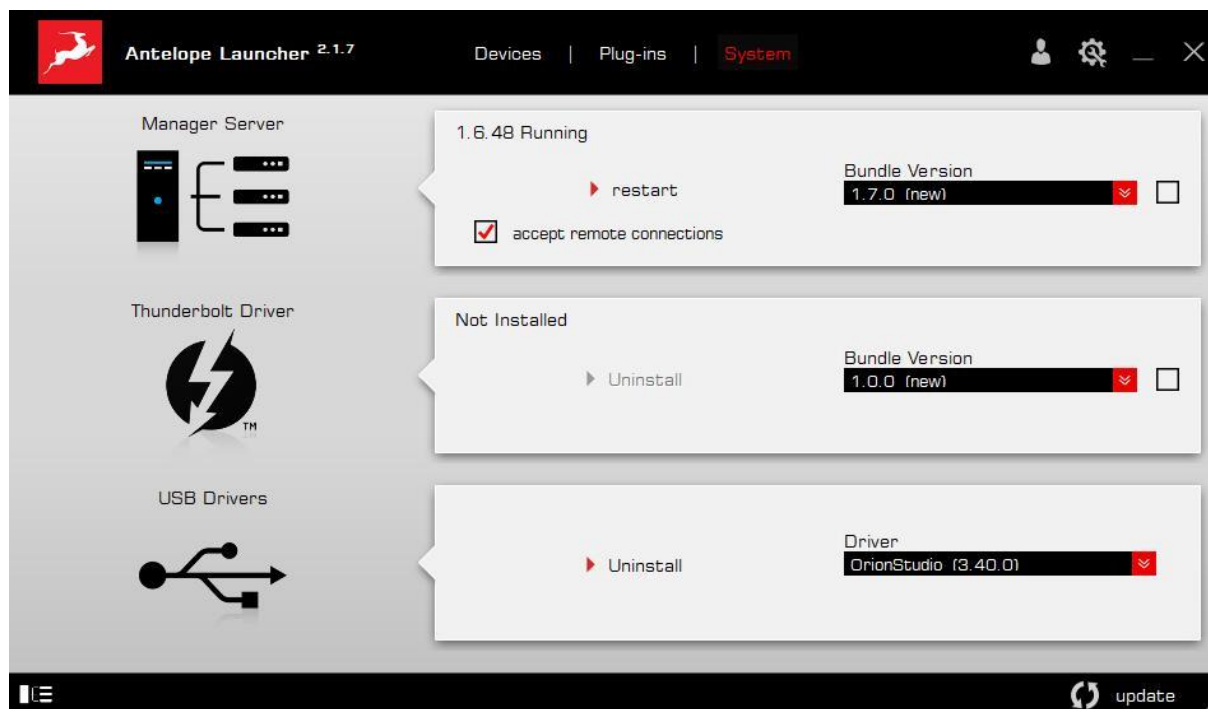 Antelope Launcher 2.1.7
Devices | Plug-ins | System
Manager Server
1.6.48 Running
restart
Bundle Version
1.7.0 (new)
accept remote connections
Thunderbolt Driver
TM
Not Installed
Uninstall
Bundle Version
1.0.0 (new)
USB Drivers
Uninstall
Driver
OrionStudio (3.40.0)
update